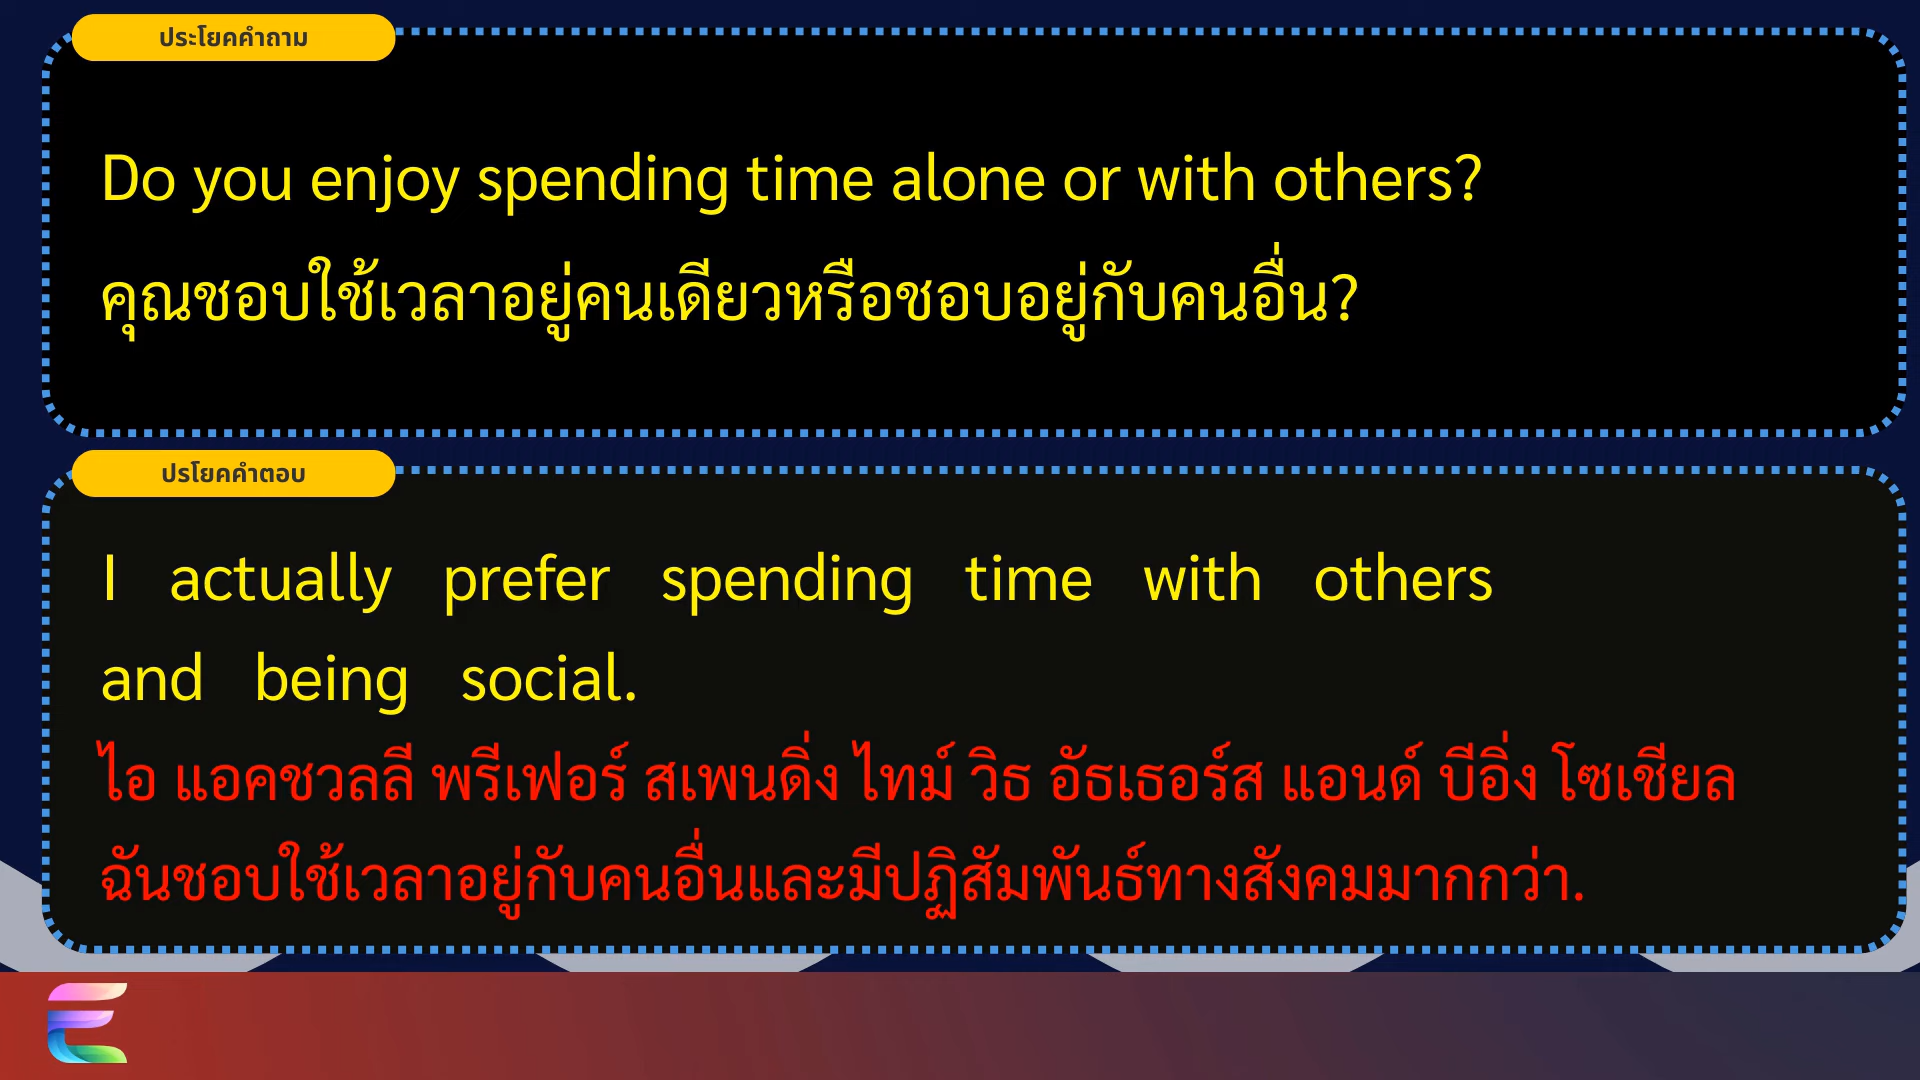 ประโยคคำถาม
Do you enjoy spending time alone or with others?
คุณชอบใช้เวลาอยู่คนเดียวหรือชอบอยู่กับคนอื่น?
ปรโยคคำตอบ
I actually prefer spending time with others
and being social.
ไอ แอคชวลลี พรีเฟอร์ สเพนดิ่ง ไทม์ วิธ อัธเธอร์ส แอนด์ บีอิ่ง โซเชียล
ฉันชอบใช้เวลาอยู่กับคนอื่นและมีปฏิสัมพันธ์ทางสังคมมากกว่า.